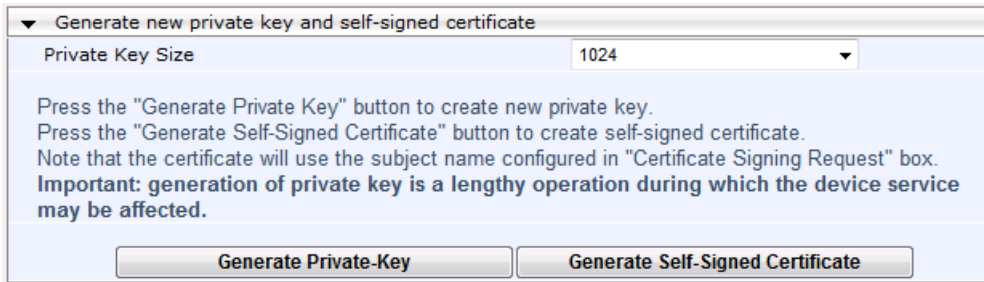 Generate new private key and self-signed certificate
Private Key Size 1024
Press the "Generate Private Key" button to create new private key.
Press the "Generate Self-Signed Certificate" button to create self-signed certificate.
Note that the certificate will use the subject name configured in "Certificate Signing Request" box.
Important: generation of private key is a lengthy operation during which the device service
may be affected.
Generate Private-Key Generate Self-Signed Certificate